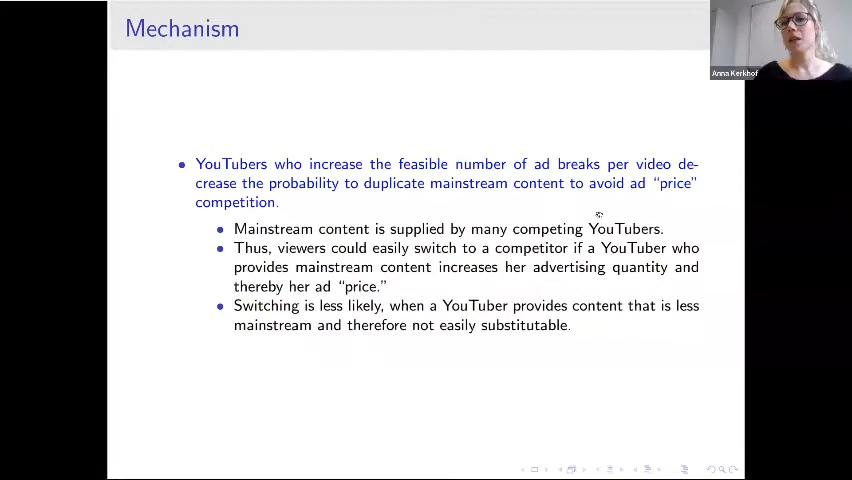 Mechanism
Anna Kerkhof
• YouTubers who increase the feasible number of ad breaks per video de-
crease the probability to duplicate mainstream content to avoid ad “price”
competition.
• Mainstream content is supplied by many competing YouTubers.
• Thus, viewers could easily switch to a competitor if a YouTuber who
provides mainstream content increases her advertising quantity and
thereby her ad “price.”
• Switching is less likely, when a YouTuber provides content that is less
mainstream and therefore not easily substitutable.